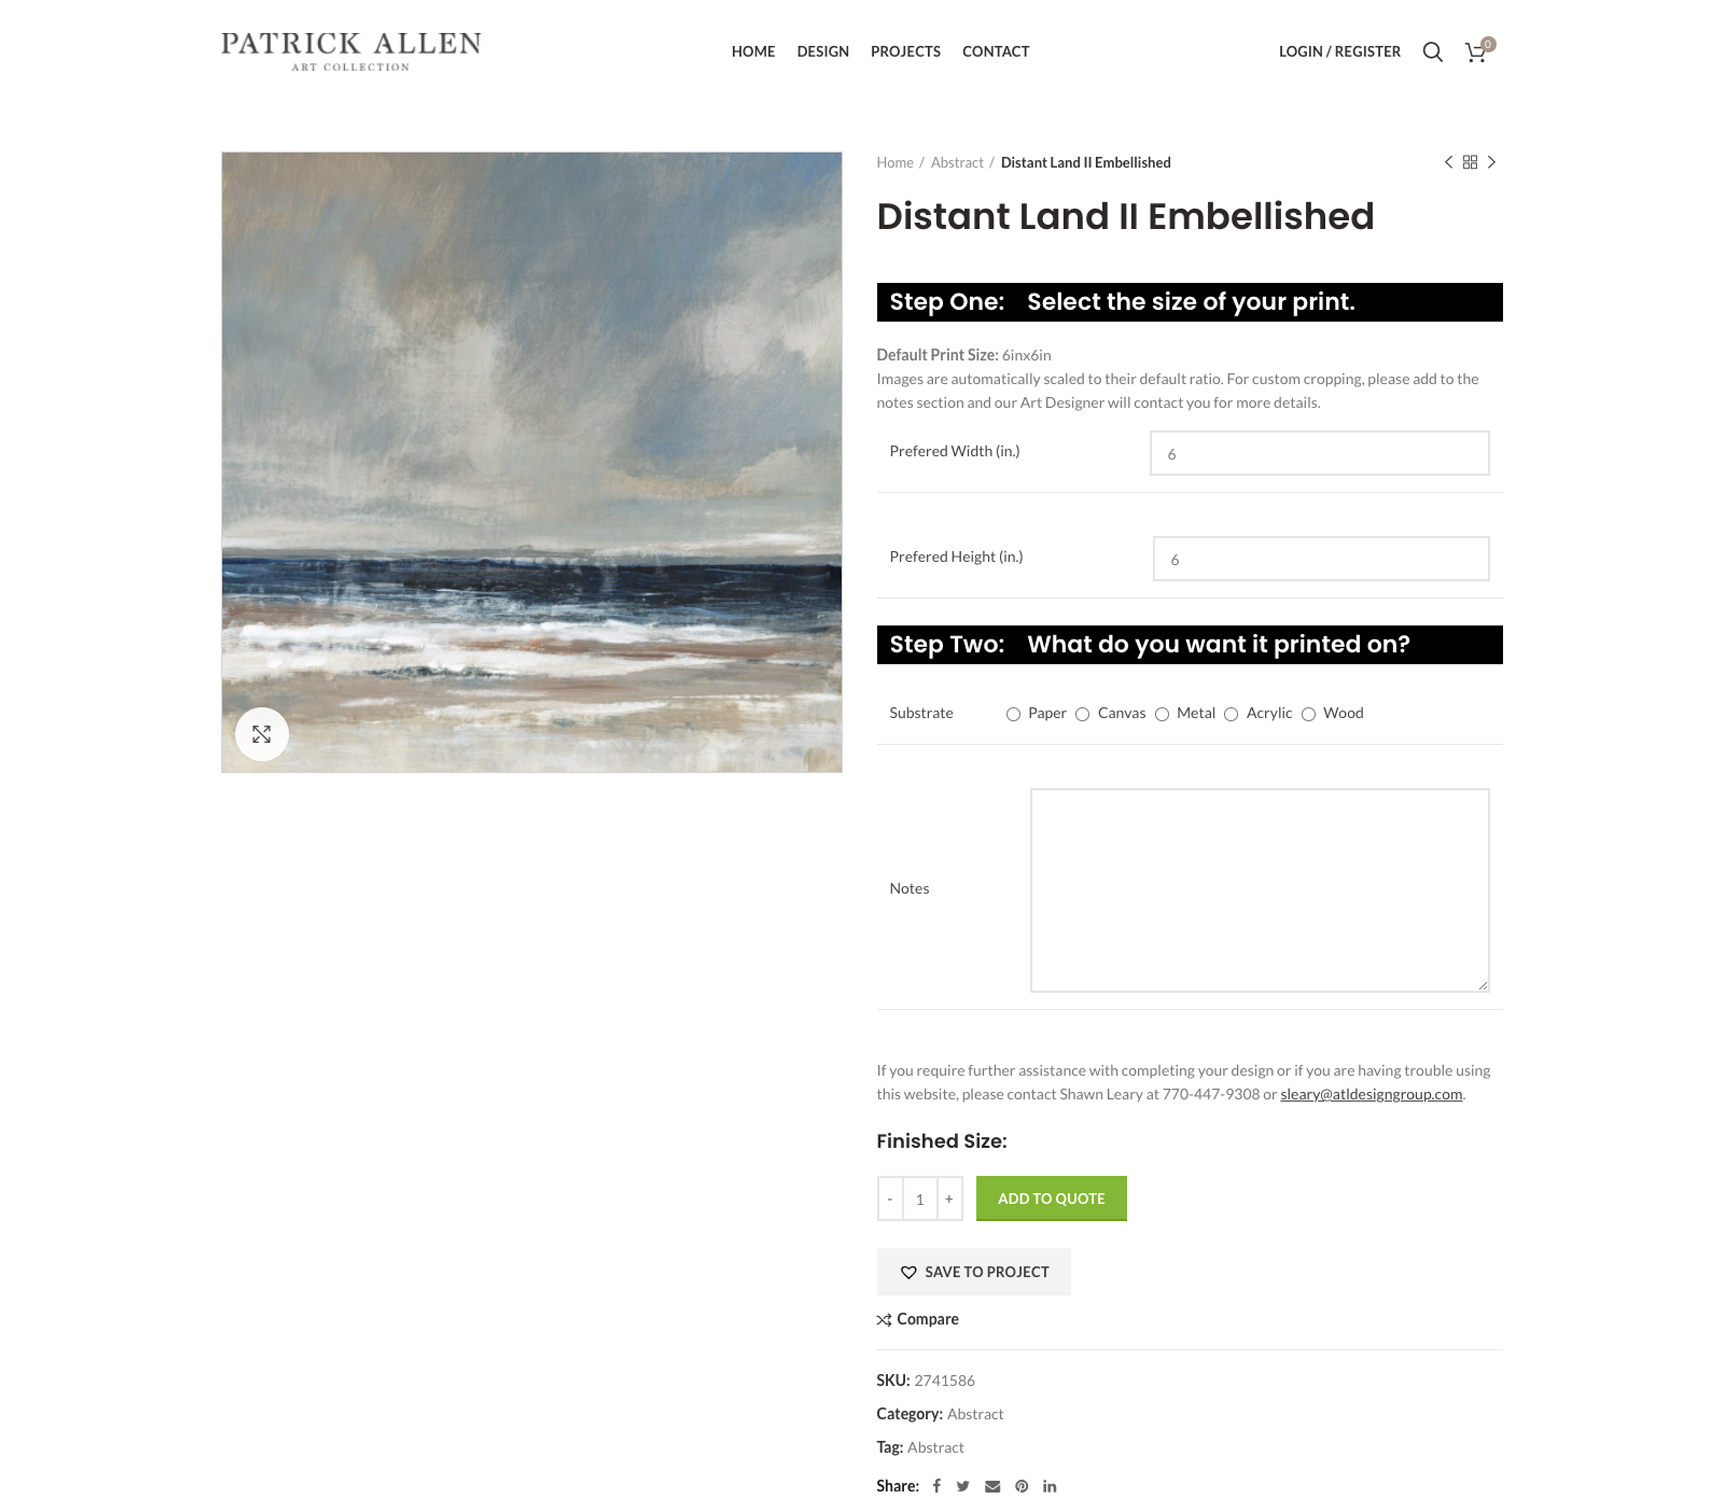 PATRICK ALLEN
ART COLLECTION
HOME DESIGN PROJECTS CONTACT
LOGIN / REGISTER
0
Home / Abstract / Distant Land II Embellished
Distant Land II Embellished
Step One: Select the size of your print.
Default Print Size: 6inx6in
Images are automatically scaled to their default ratio. For custom cropping, please add to the
notes section and our Art Designer will contact you for more details.
Prefered Width (in.) 6
Prefered Height (in.) 6
Step Two: What do you want it printed on?
Substrate Paper Canvas Metal Acrylic Wood
Notes
If you require further assistance with completing your design or if you are having trouble using
this website, please contact Shawn Leary at 770-447-9308 or sleary@atldesigngroup.com.
Finished Size:
- 1 + ADD TO QUOTE
SAVE TO PROJECT
Compare
SKU: 2741586
Category: Abstract
Tag: Abstract
Share: